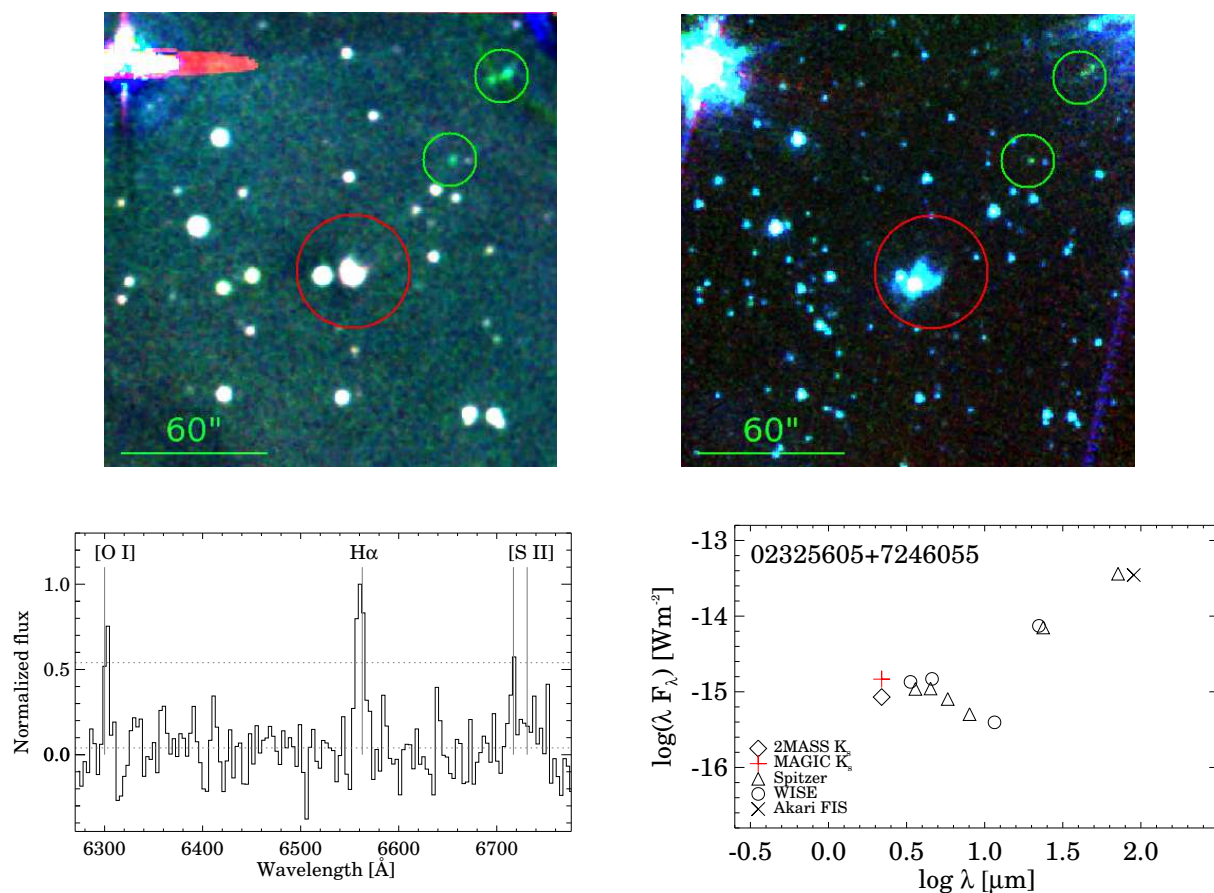 60"
60"
[O I]
Hα
[S II]
1.0
0.5
0.0
Normalized flux
6300
6400
6500
6600
6700
Wavelength [Å]
02325605+7246055
-13
-14
-15
-16
log(λ F_λ) [Wm⁻²]
2MASS Kₛ
MAGIC Kₛ
Spitzer
WISE
Akari FIS
-0.5
0.0
0.5
1.0
1.5
2.0
log λ [μm]